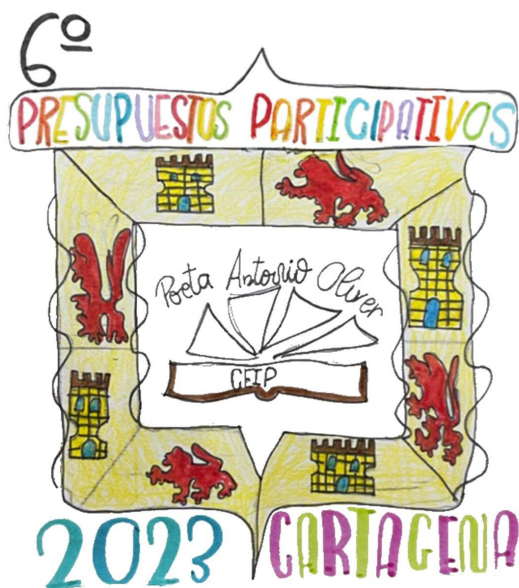 6º
PRESUPUESTOS PARTICIPATIVOS
Poeta Antonio Oliver
CEIP
2023 CARTAGENA